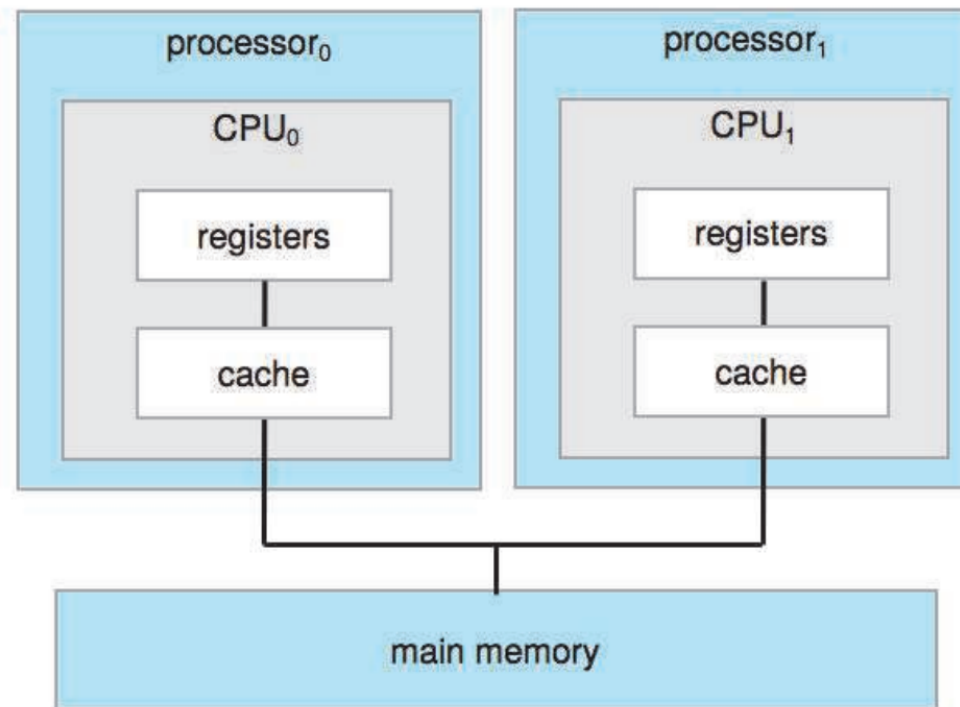 processor₀
processor₁
CPU₀
CPU₁
registers
registers
cache
cache
main memory